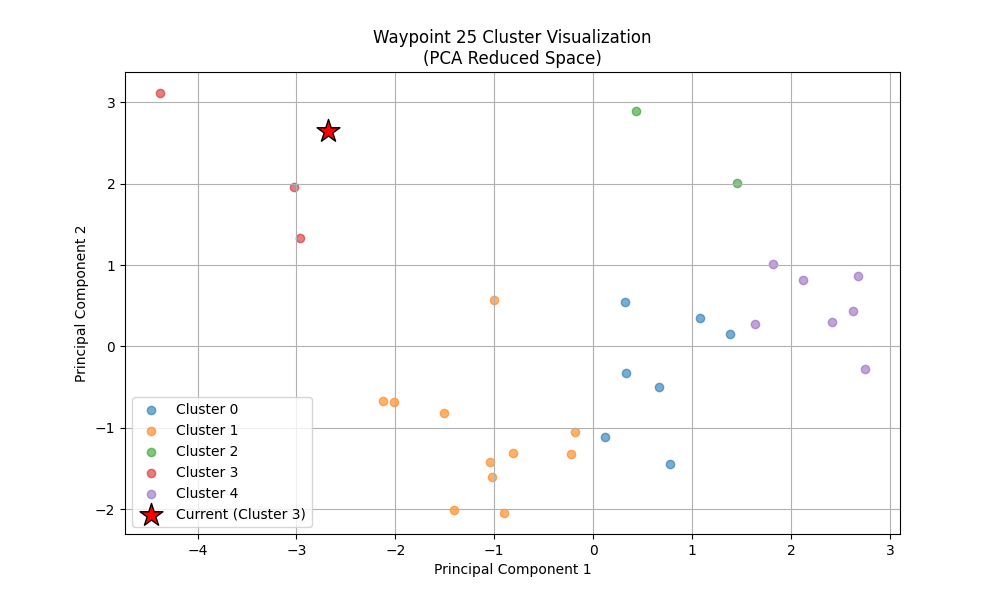 Waypoint 25 Cluster Visualization
(PCA Reduced Space)
Principal Component 2
3
2
1
0
−1
−2
Cluster 0
Cluster 1
Cluster 2
Cluster 3
Cluster 4
Current (Cluster 3)
−4
−3
−2
−1
0
1
2
3
Principal Component 1